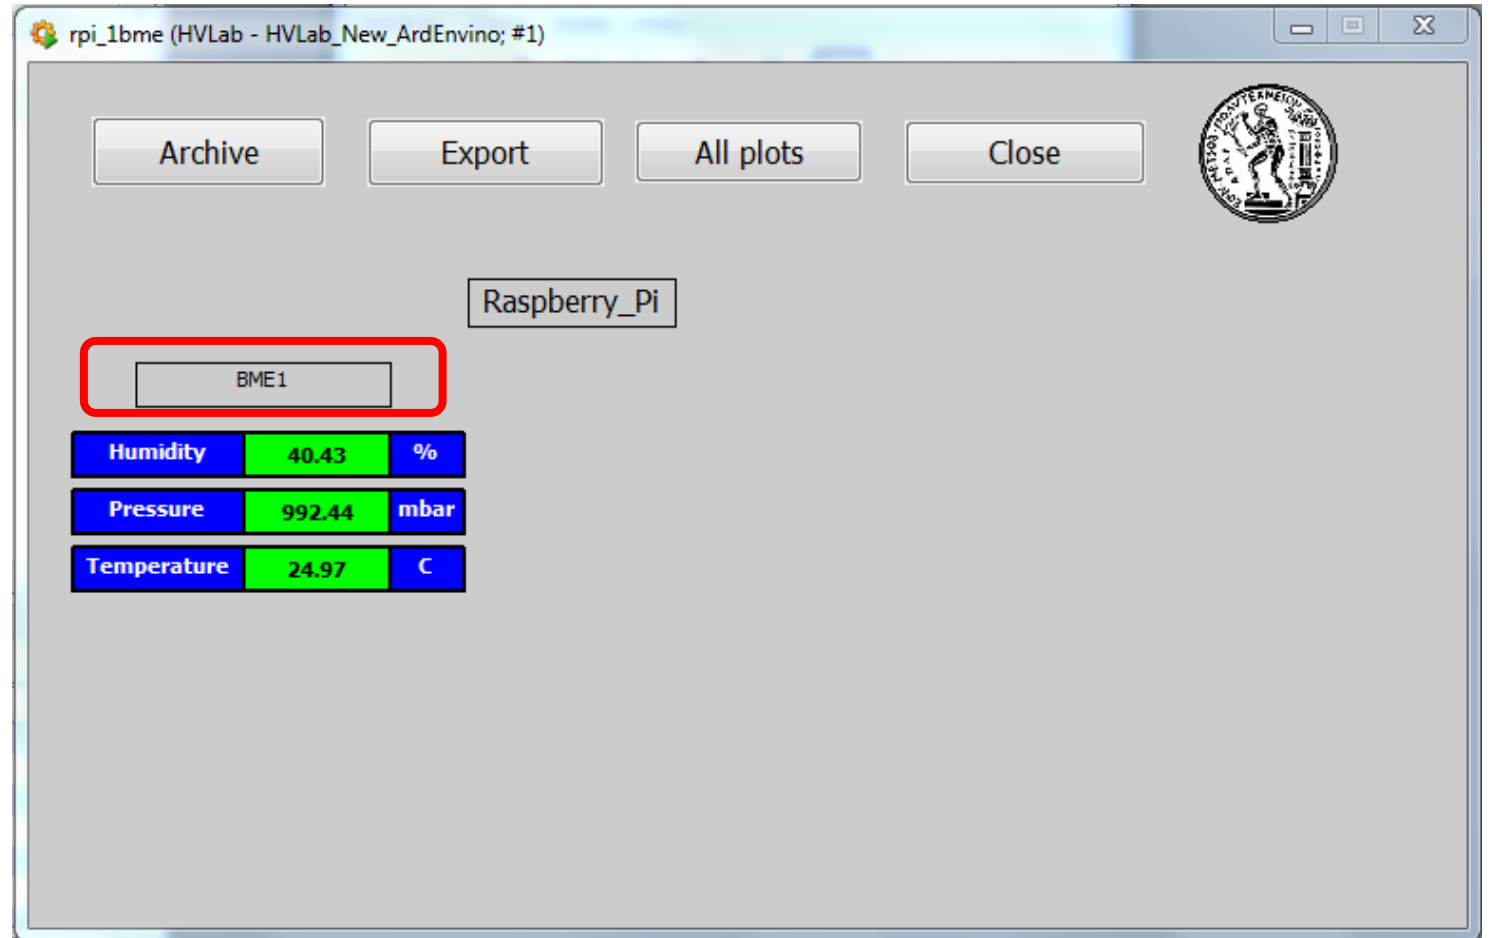 rpi_1bme (HVLab - HVLab_New_ArdEnvino; #1)
Archive Export All plots Close
Raspberry_Pi
BME1
Humidity 40.43 %
Pressure 992.44 mbar
Temperature 24.97 C